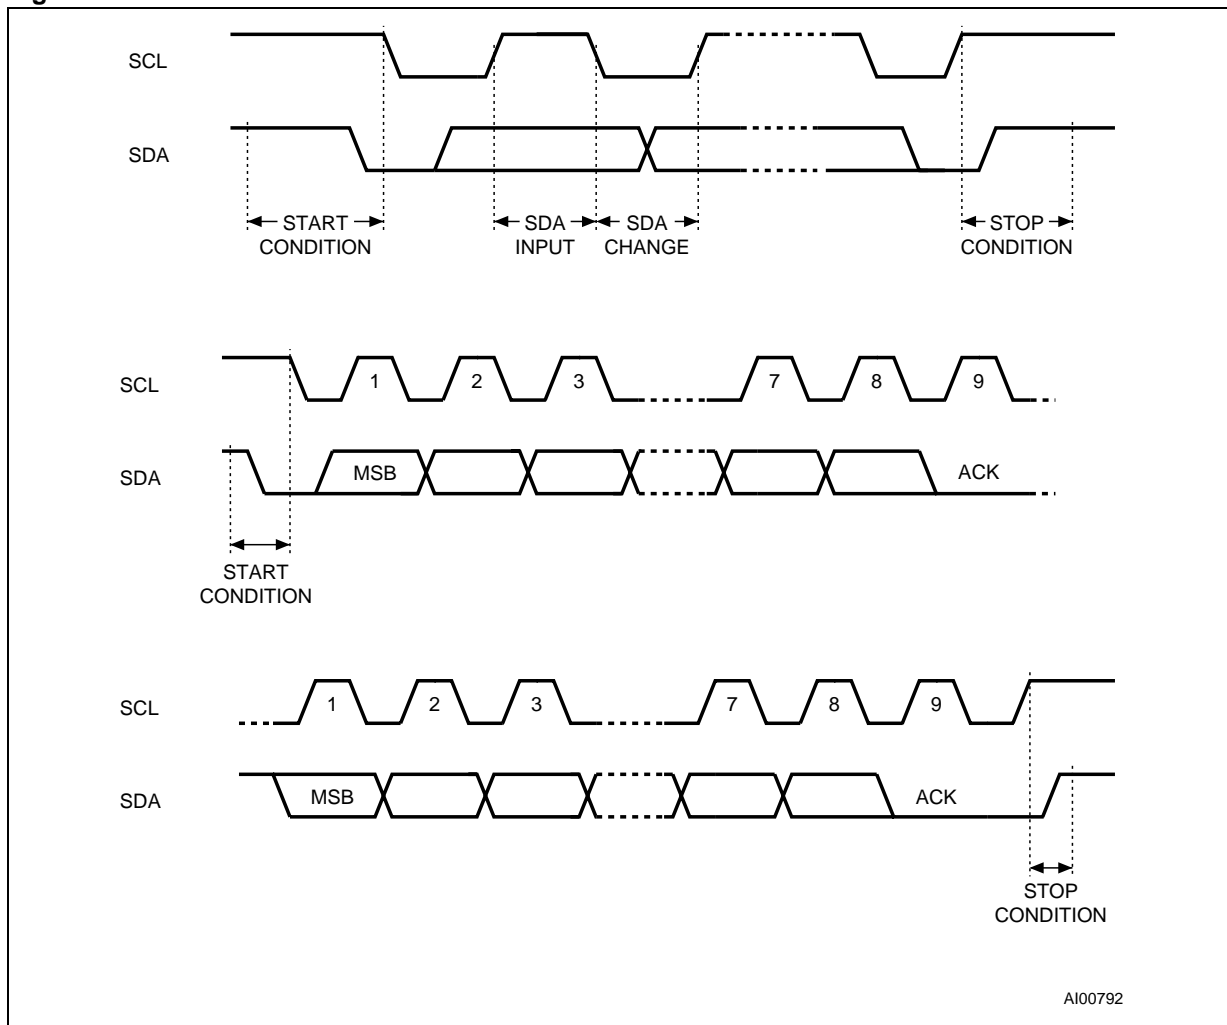 SCL
SDA
START
CONDITION
SDA
INPUT
SDA
CHANGE
STOP
CONDITION
SCL
1 2 3 7 8 9
SDA
MSB
ACK
START
CONDITION
SCL
1 2 3 7 8 9
SDA
MSB
ACK
STOP
CONDITION
AI00792